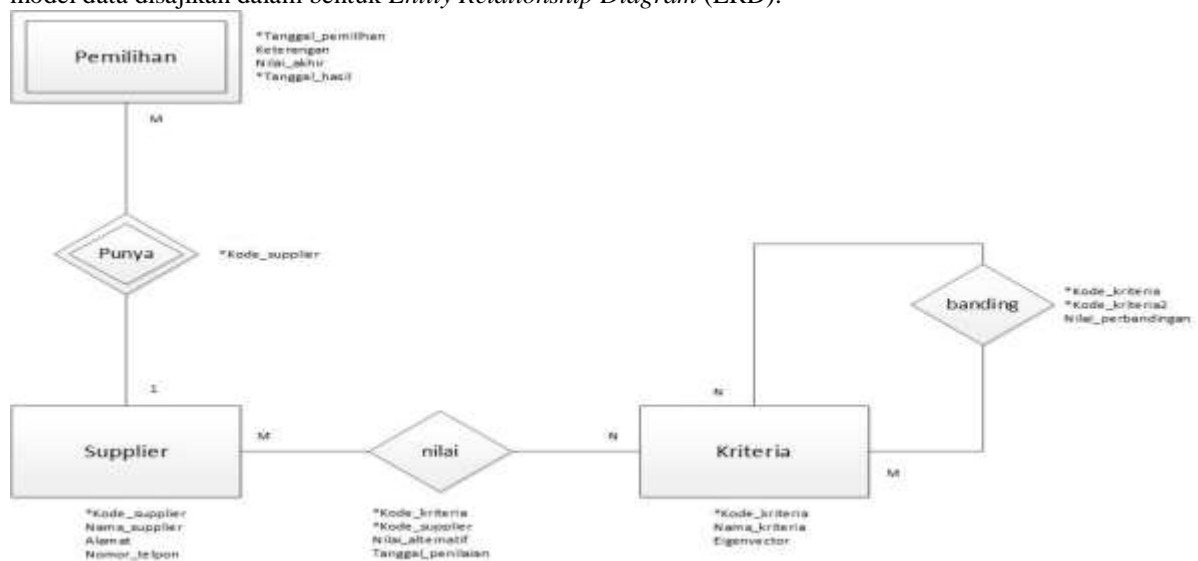 model data disajikan dalam bentuk Entity Relationship Diagram (ERD).
Pemilihan
*Tanggal_pemilihan
Keterangan
Nilai_akhir
*Tanggal_hasil
M
Punya
*Kode_supplier
1
Supplier
*Kode_supplier
Nama_supplier
Alamat
Nomor_telpon
M
nilai
*Kode_kriteria
*Kode_supplier
Nilai_alternatif
Tanggal_penilaian
N
Kriteria
*Kode_kriteria
Nama_kriteria
Eigenvector
N
M
banding
*Kode_kriteria
*Kode_kriteria2
Nilai_perbandingan